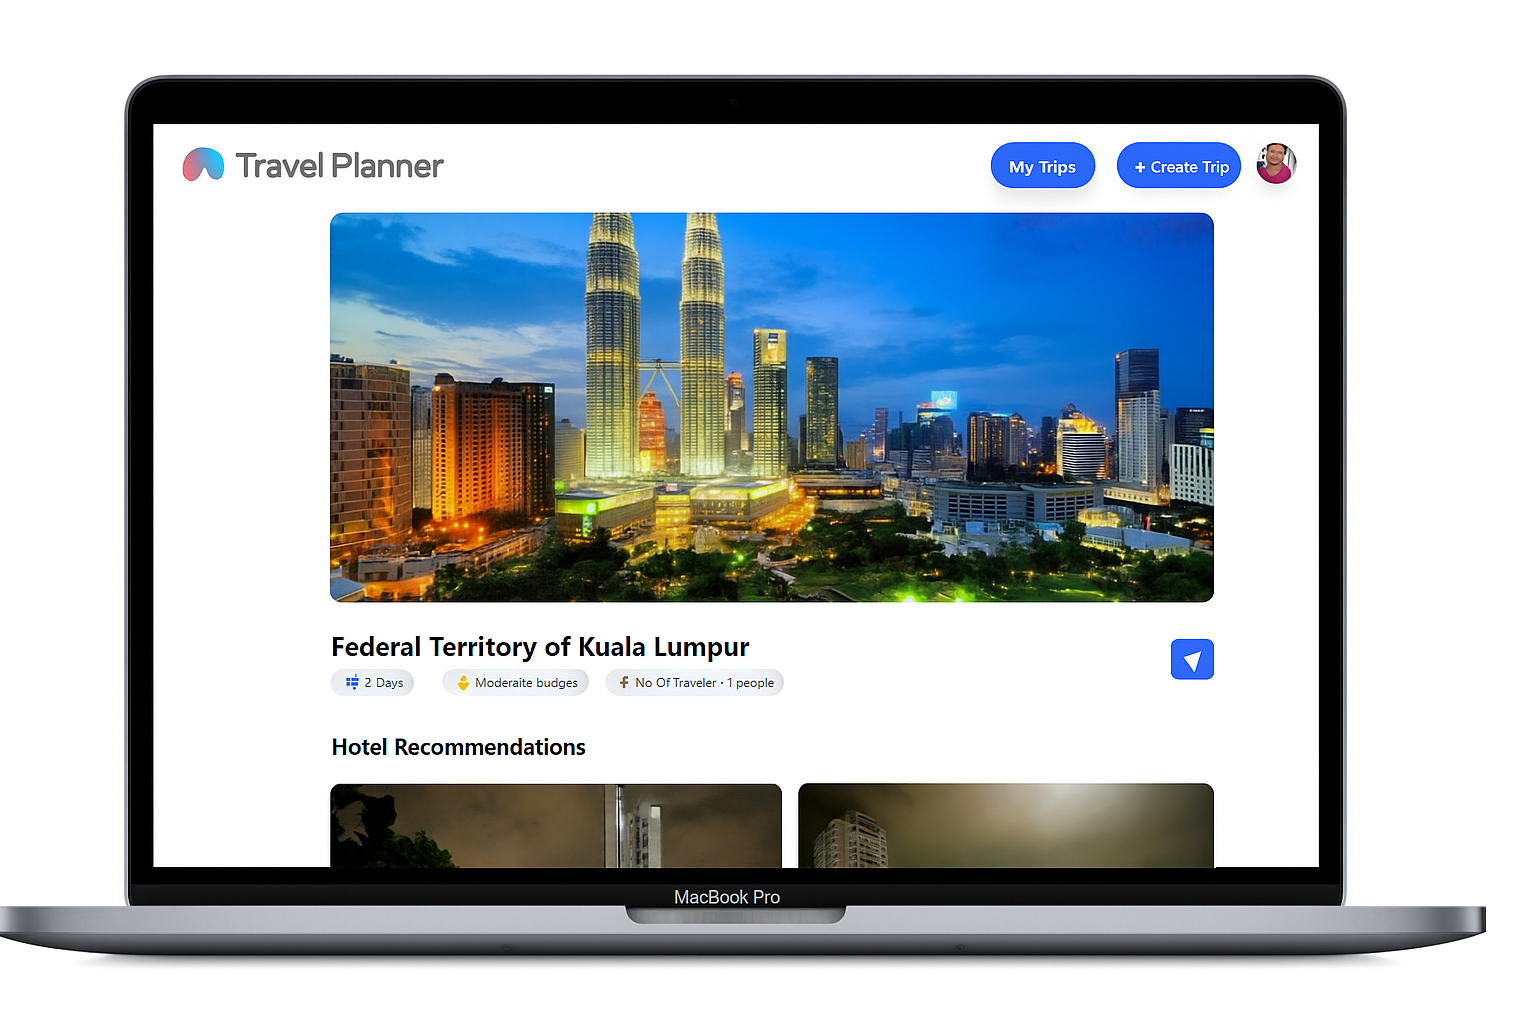 Travel Planner
My Trips
+ Create Trip
Federal Territory of Kuala Lumpur
2 Days
Moderaite budges
No Of Traveler · 1 people
Hotel Recommendations
MacBook Pro